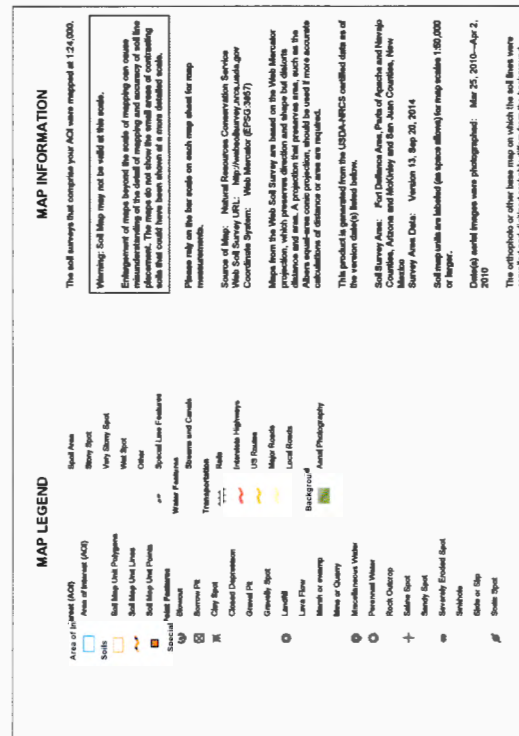 MAP LEGEND
Area of Interest (AOI)
Area of Interest (AOI)
Soils
Soil Map Unit Polygons
Soil Map Unit Lines
Soil Map Unit Points
Special Point Features
Blowout
Borrow Pit
Clay Spot
Closed Depression
Gravel Pit
Gravelly Spot
Landfill
Lava Flow
Marsh or swamp
Mine or Quarry
Miscellaneous Water
Perennial Water
Rock Outcrop
Saline Spot
Sandy Spot
Severely Eroded Spot
Sinkhole
Slide or Slip
Sodic Spot
Spoil Area
Stony Spot
Very Stony Spot
Wet Spot
Other
Special Line Features
Water Features
Streams and Canals
Transportation
Rails
Interstate Highways
US Routes
Major Roads
Local Roads
Background
Aerial Photography
MAP INFORMATION
The soil surveys that comprise your AOI were mapped at 1:24,000.
Warning: Soil Map may not be valid at this scale.
Enlargement of maps beyond the scale of mapping can cause
misunderstanding of the detail of mapping and accuracy of soil line
placement. The maps do not show the small areas of contrasting
soils that could have been shown at a more detailed scale.
Please rely on the bar scale on each map sheet for map
measurements.
Source of Map: Natural Resources Conservation Service
Web Soil Survey URL: http://websoilsurvey.nrcs.usda.gov
Coordinate System: Web Mercator (EPSG:3857)
Maps from the Web Soil Survey are based on the Web Mercator
projection, which preserves direction and shape but distorts
distance and area. A projection that preserves area, such as the
Albers equal-area conic projection, should be used if more accurate
calculations of distance or area are required.
This product is generated from the USDA-NRCS certified data as of
the version date(s) listed below.
Soil Survey Area: Fort Defiance Area, Parts of Apache and Navajo
Counties, Arizona and McKinley and San Juan Counties, New
Mexico
Survey Area Data: Version 13, Sep 20, 2014
Soil map units are labeled (as space allows) for map scales 1:50,000
or larger.
Date(s) aerial images were photographed: Mar 25, 2010—Apr 2,
2010
The orthophoto or other base map on which the soil lines were